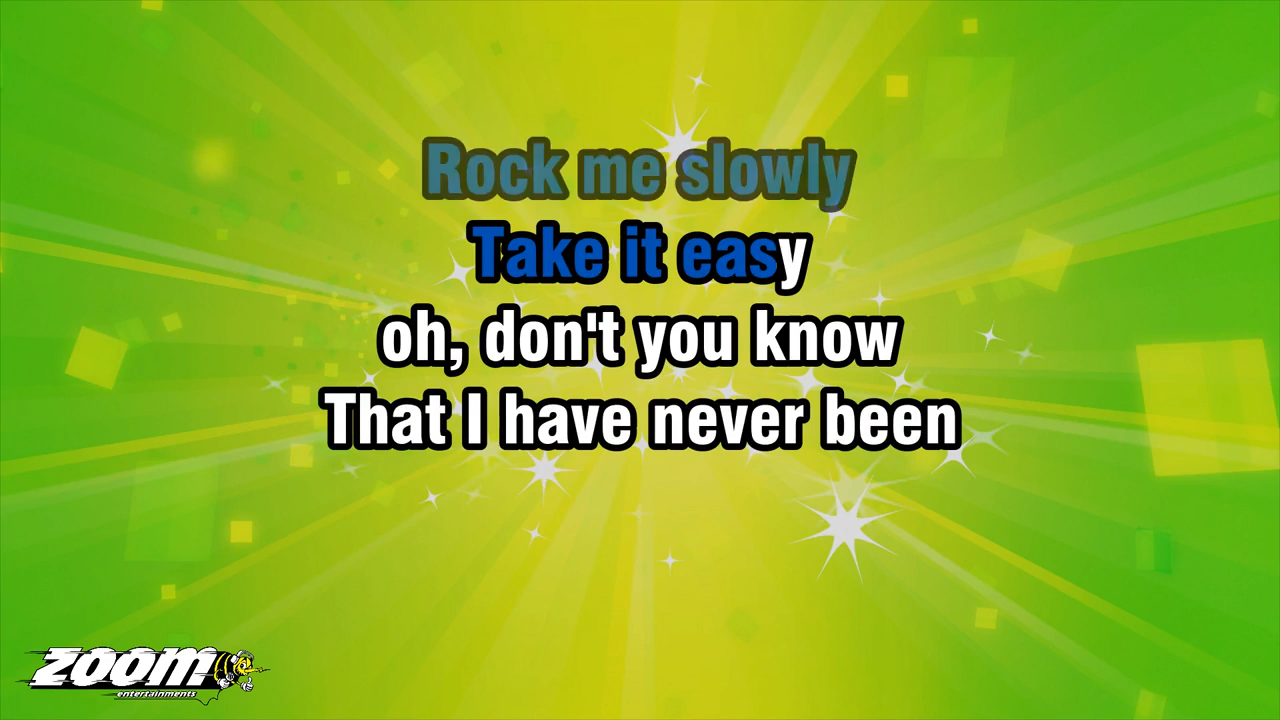 Rock me slowly
Take it easy
oh, don't you know
That I have never been
ZOOM
entertainments